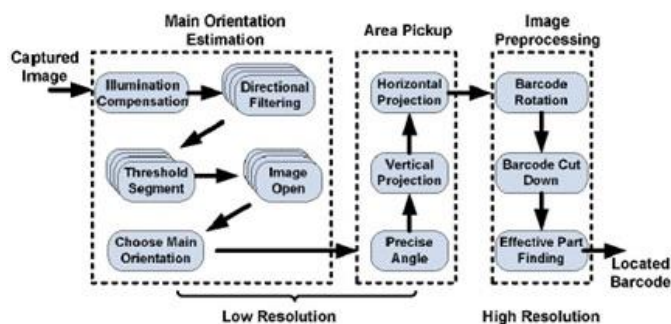 Main Orientation
Estimation
Area Pickup
Image
Preprocessing
Captured
Image
Illumination
Compensation
Directional
Filtering
Threshold
Segment
Image
Open
Choose Main
Orientation
Horizontal
Projection
Vertical
Projection
Precise
Angle
Barcode
Rotation
Barcode Cut
Down
Effective Part
Finding
Located
Barcode
Low Resolution
High Resolution